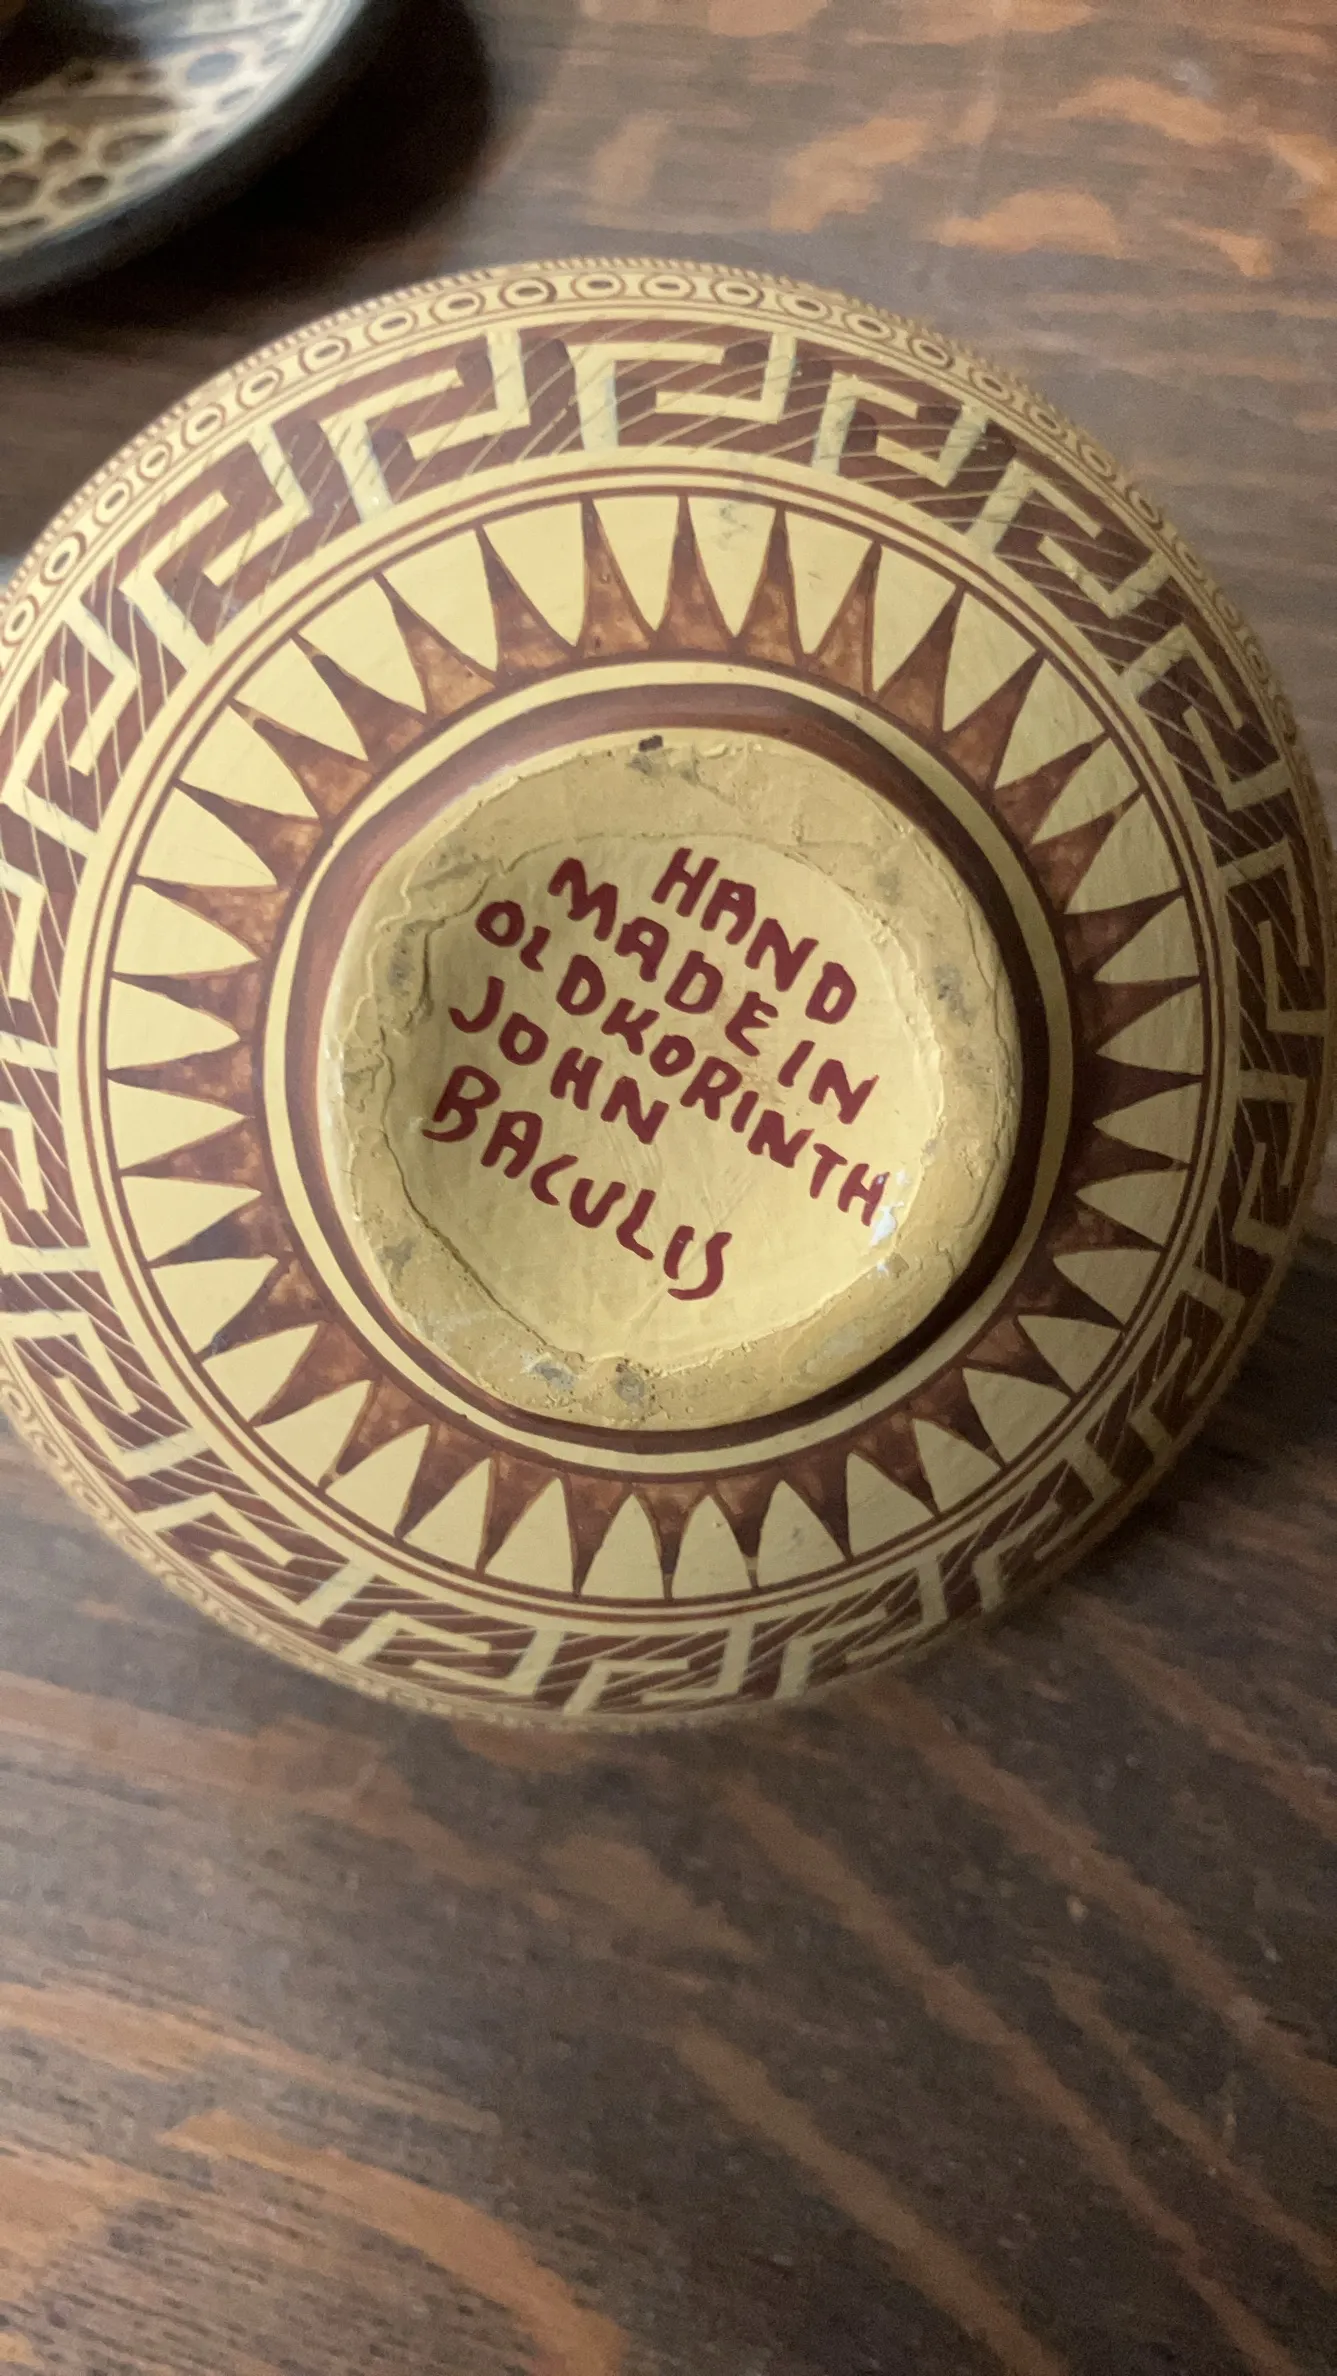 HAND
MADE IN
OLDKORINTH
JOHN
BACULIS